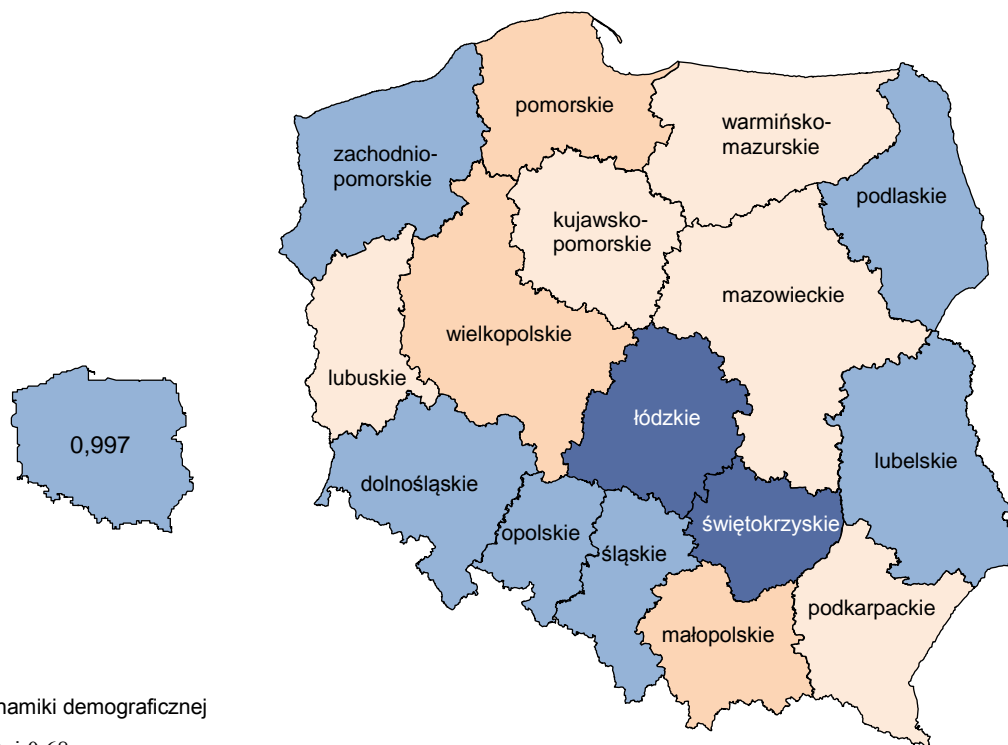 pomorskie
warmińsko-
mazurskie
zachodnio-
pomorskie
podlaskie
kujawsko-
pomorskie
mazowieckie
wielkopolskie
lubuskie
łódzkie
0,997
lubelskie
dolnośląskie
świętokrzyskie
opolskie
śląskie
podkarpackie
małopolskie
demograficznej